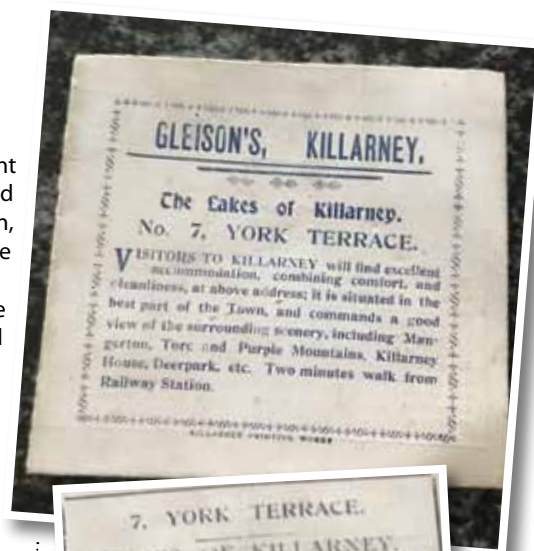 GLEISON'S, KILLARNEY.
The Lakes of Killarney.
No. 7, YORK TERRACE.
VISITORS TO KILLARNEY will find excellent
accommodation, combining comfort, and
cleanliness, at above address; it is situated in the
best part of the Town, and commands a good
view of the surrounding scenery, including Man-
gerton, Torc and Purple Mountains, Killarney
House, Deerpark, etc. Two minutes walk from
Railway Station.
KILLARNEY PRINTING WORKS
7, YORK TERRACE.
KILLARNEY.